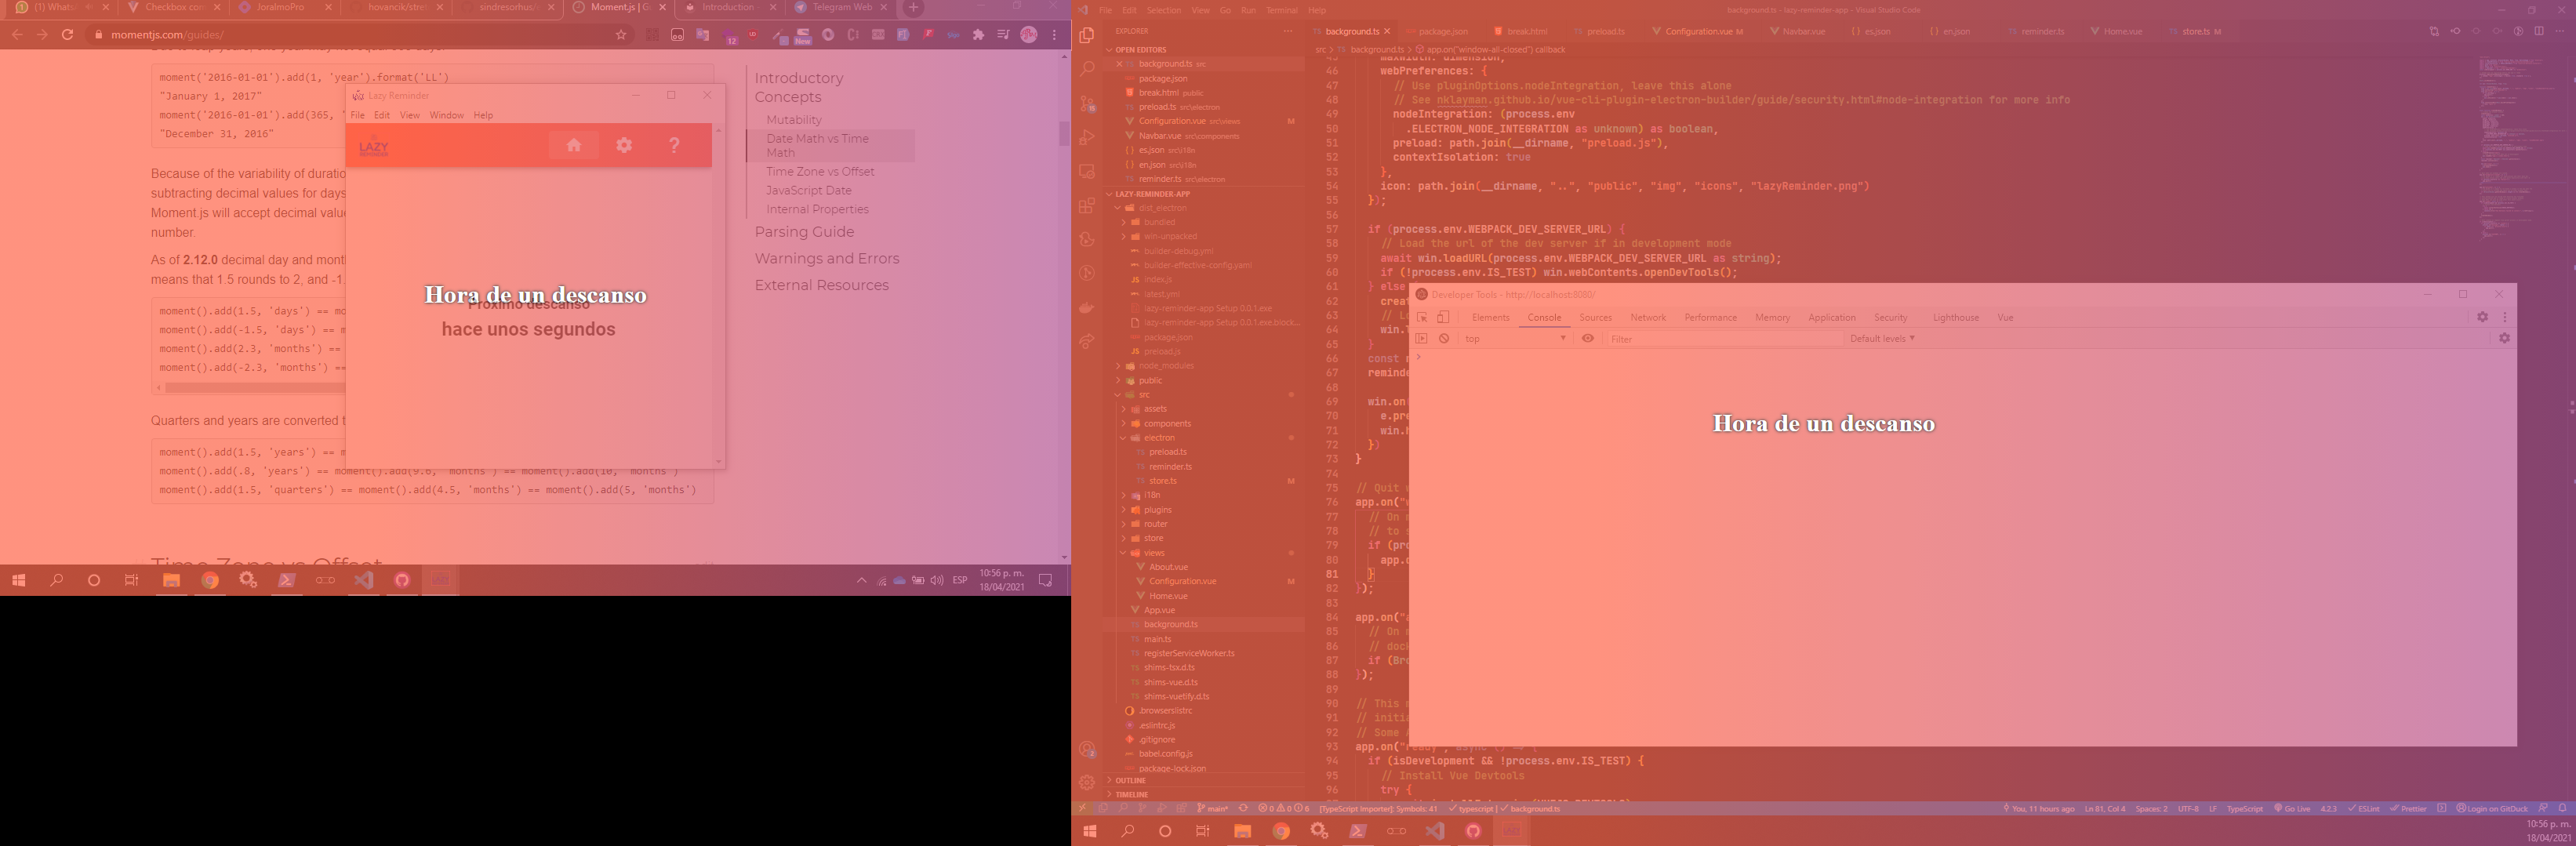 (1) Whats
Checkbox com
JoralmoPro
hovancik/stret
sindresorhus/
Moment.js | Gu
Introduction -
Telegram Web
momentjs.com/guides/
12
New
moment('2016-01-01').add(1, 'year').format('LL')
"January 1, 2017"
moment('2016-01-01').add(365,
"December 31, 2016"
Because of the variability of duratio
subtracting decimal values for days
Moment.js will accept decimal value
number.
As of 2.12.0 decimal day and mont
means that 1.5 rounds to 2, and -1.
moment().add(1.5, 'days') == mo
moment().add(-1.5, 'days') == m
moment().add(2.3, 'months') ==
moment().add(-2.3, 'months') ==
Quarters and years are converted t
moment().add(1.5, 'years') == m
moment().add(.8, 'years') == moment().add(9.6, 'months') == moment().add(10, 'months')
moment().add(1.5, 'quarters') == moment().add(4.5, 'months') == moment().add(5, 'months')
Time Zone vs Offset
Introductory
Concepts
Mutability
Date Math vs Time
Math
Time Zone vs Offset
JavaScript Date
Internal Properties
Parsing Guide
Warnings and Errors
External Resources
Lazy Reminder
File Edit View Window Help
LAZY
REMINDER
Hora de un descanso
Próximo descanso
hace unos segundos
ESP
10:56 p. m.
18/04/2021
File Edit Selection View Go Run Terminal Help
background.ts - lazy-reminder-app - Visual Studio Code
EXPLORER
OPEN EDITORS
background.ts src
package.json
break.html public
preload.ts src\electron
Configuration.vue src\views M
Navbar.vue src\components
es.json src\i18n
en.json src\i18n
reminder.ts src\electron
LAZY-REMINDER-APP
dist_electron
bundled
win-unpacked
builder-debug.yml
builder-effective-config.yaml
index.js
latest.yml
lazy-reminder-app Setup 0.0.1.exe
lazy-reminder-app Setup 0.0.1.exe.block...
package.json
preload.js
node_modules
public
src
assets
components
electron
preload.ts
reminder.ts
store.ts M
i18n
plugins
router
store
views
About.vue
Configuration.vue M
Home.vue
App.vue
background.ts
main.ts
registerServiceWorker.ts
shims-tsx.d.ts
shims-vue.d.ts
shims-vuetify.d.ts
.browserslistrc
.eslintrc.js
.gitignore
babel.config.js
package-lock.json
OUTLINE
TIMELINE
background.ts package.json break.html preload.ts Configuration.vue M Navbar.vue es.json en.json reminder.ts Home.vue store.ts M
src > background.ts > app.on("window-all-closed") callback
45 maxWidth: dimension,
46 webPreferences: {
47 // Use pluginOptions.nodeIntegration, leave this alone
48 // See nklayman.github.io/vue-cli-plugin-electron-builder/guide/security.html#node-integration for more info
49 nodeIntegration: (process.env
50 .ELECTRON_NODE_INTEGRATION as unknown) as boolean,
51 preload: path.join(__dirname, "preload.js"),
52 contextIsolation: true
53 },
54 icon: path.join(__dirname, "..", "public", "img", "icons", "lazyReminder.png")
55 });
56
57 if (process.env.WEBPACK_DEV_SERVER_URL) {
58 // Load the url of the dev server if in development mode
59 await win.loadURL(process.env.WEBPACK_DEV_SERVER_URL as string);
60 if (!process.env.IS_TEST) win.webContents.openDevTools();
61 } else
62 creat
63 // Lo
64 win.l
65 }
66 const r
67 reminde
68
69 win.on(
70 e.pre
71 win.h
72 })
73 }
74
75 // Quit w
76 app.on("w
77 // On m
78 // to s
79 if (pro
80 app.q
81 }
82 });
83
84 app.on("a
85 // On m
86 // dock
87 if (Bro
88 });
89
90 // This m
91 // initia
92 // Some A
93 app.on("ready", async () => {
94 if (isDevelopment && !process.env.IS_TEST) {
95 // Install Vue Devtools
96 try {
Developer Tools - http://localhost:8080/
Elements Console Sources Network Performance Memory Application Security Lighthouse Vue
top Filter Default levels
Hora de un descanso
main* 0 0 6 [TypeScript Importer]: Symbols: 41 typescript | background.ts
You, 11 hours ago Ln 81, Col 4 Spaces: 2 UTF-8 LF TypeScript Go Live 4.2.3 ESLint Prettier Login on GitDuck
10:56 p. m.
18/04/2021